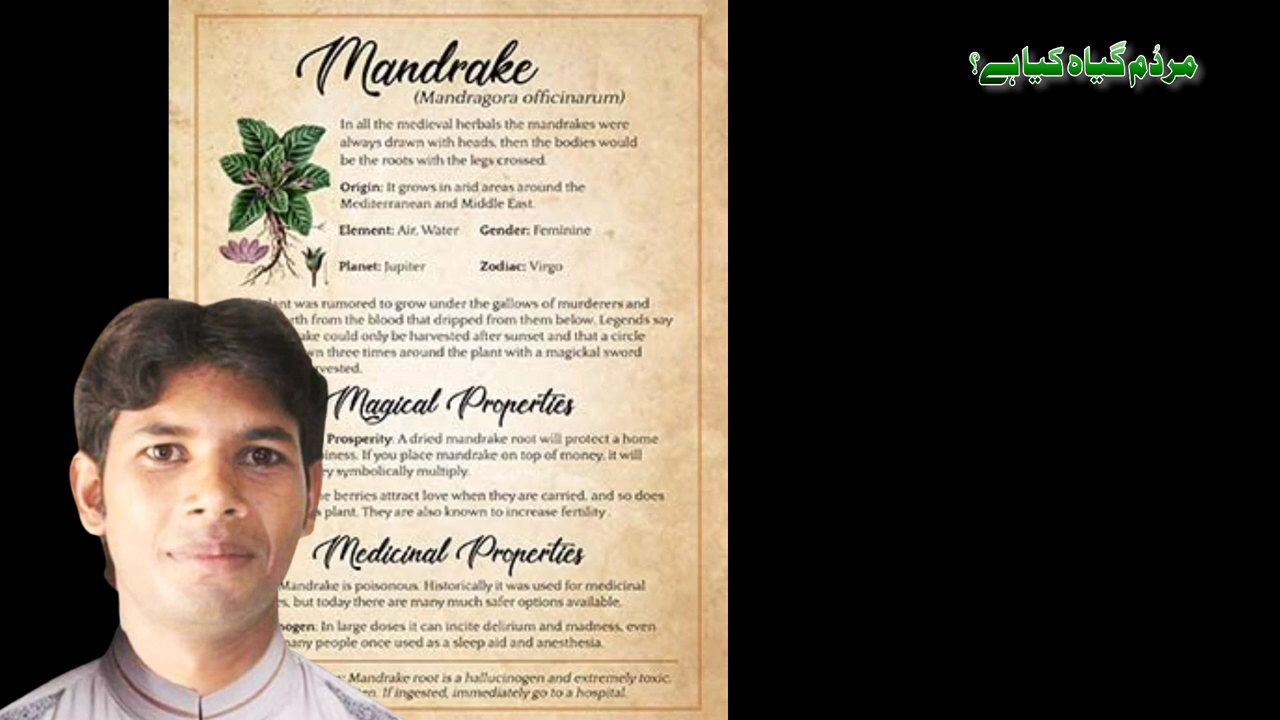 مردُم گیاہ کیا ہے؟
Mandrake
(Mandragora officinarum)
In all the medieval herbals the mandrakes were
always drawn with heads, then the bodies would
be the roots with the legs crossed.
Origin: It grows in arid areas around the
Mediterranean and Middle East.
Element: Air, Water Gender: Feminine
Planet: Jupiter Zodiac: Virgo
was rumored to grow under the gallows of murderers and
from the blood that dripped from them below. Legends say
could only be harvested after sunset and that a circle
three times around the plant with a magickal sword
Magical Properties
Prosperity: A dried mandrake root will protect a home
If you place mandrake on top of money, it will
symbolically multiply.
berries attract love when they are carried, and so does
plant. They are also known to increase fertility.
Medicinal Properties
Mandrake is poisonous. Historically it was used for medicinal
but today there are many much safer options available.
In large doses it can incite delirium and madness, even
many people once used as a sleep aid and anesthesia.
Mandrake root is a hallucinogen and extremely toxic.
If ingested, immediately go to a hospital.